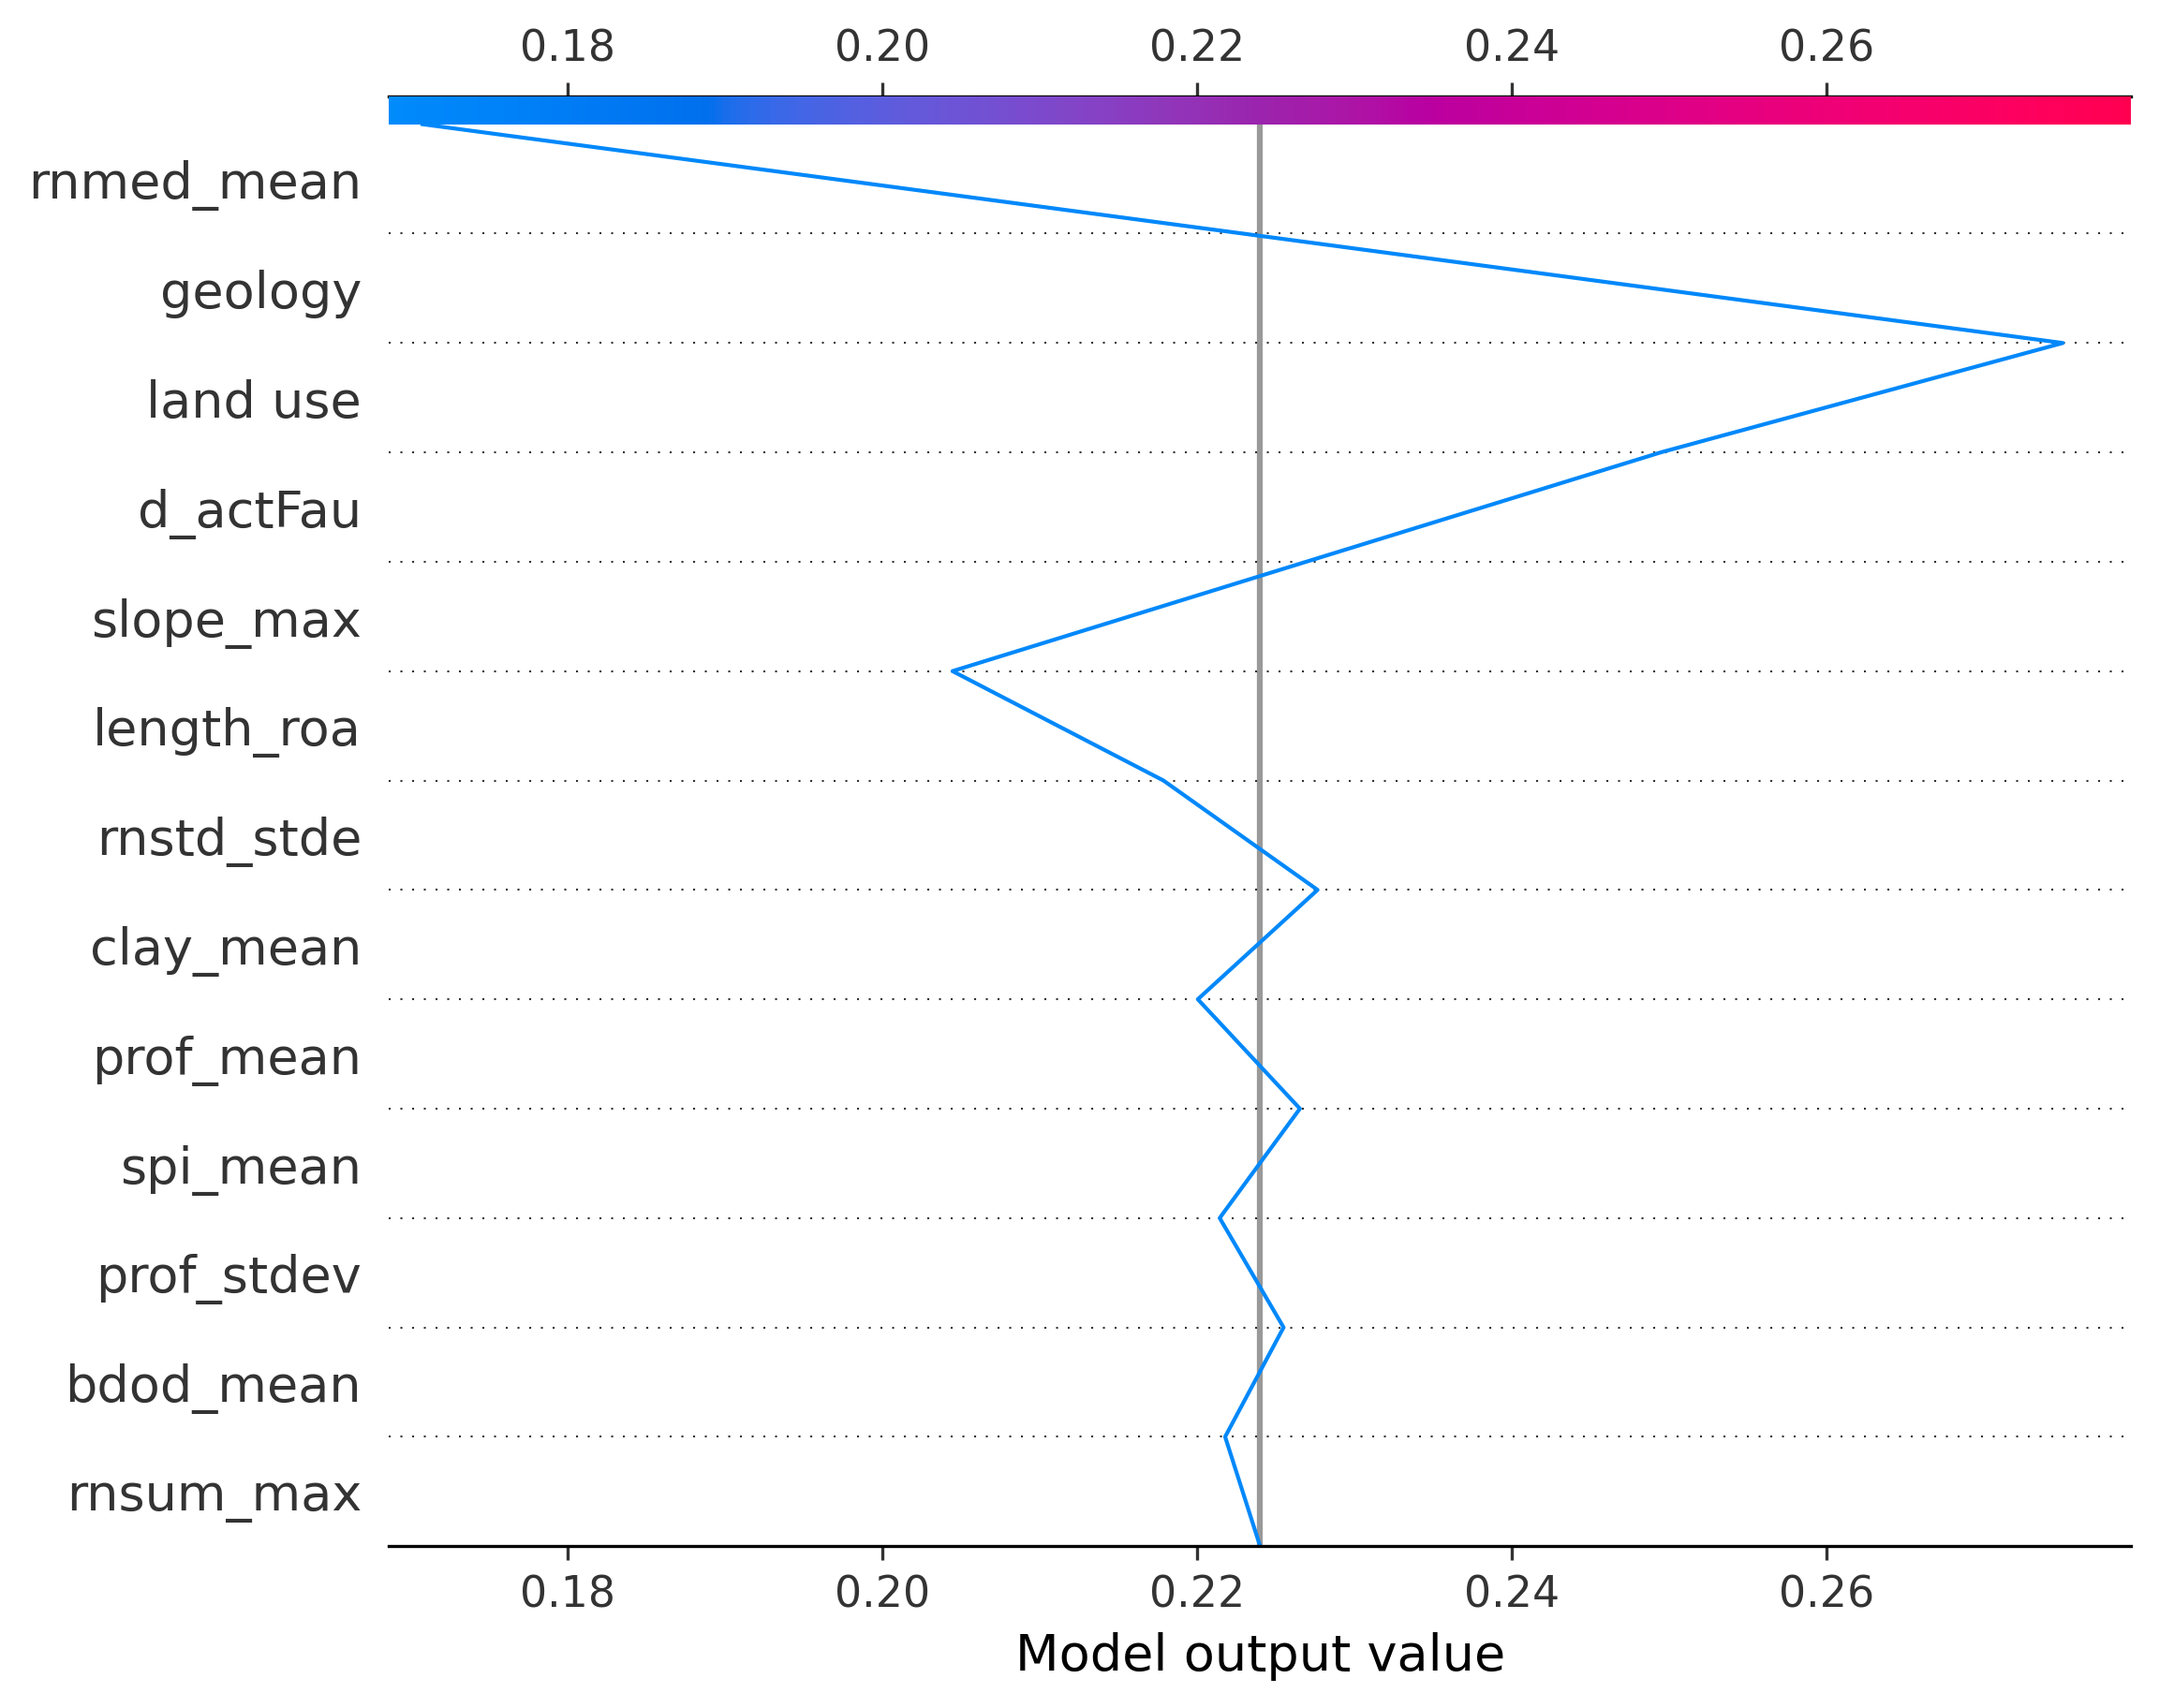 0.18 0.20 0.22 0.24 0.26
rnmed_mean
geology
land use
d_actFau
slope_max
length_roa
rnstd_stde
clay_mean
prof_mean
spi_mean
prof_stdev
bdod_mean
rnsum_max
0.18 0.20 0.22 0.24 0.26
Model output value